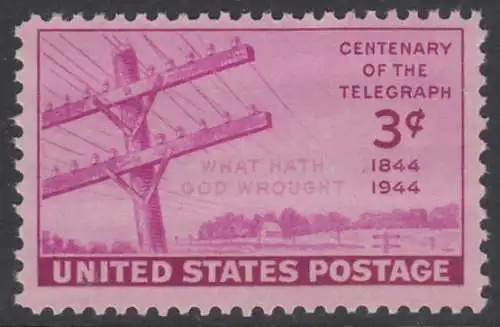 CENTENARY
OF THE
TELEGRAPH
3¢
WHAT HATH
GOD WROUGHT
1844
1944
UNITED STATES POSTAGE